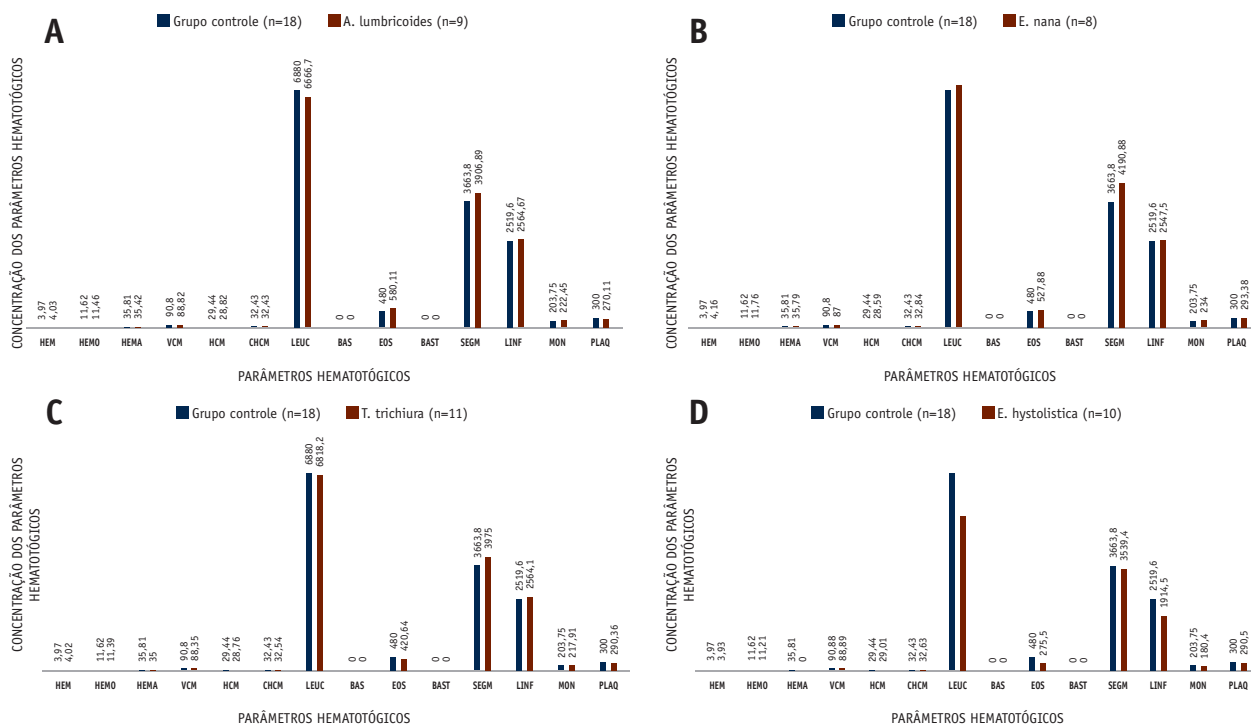 A
Grupo controle (n=18) A. lumbricoides (n=9)
CONCENTRAÇÃO DOS PARÂMETROS HEMATOTÓGICOS
3,97 4,03
11,62 11,46
35,81 35,42
90,8 88,82
29,44 28,82
32,43 32,43
6880 6666,7
0 0
480 580,11
0 0
3663,8 3906,89
2519,6 2564,67
203,75 222,45
300 270,11
HEM HEMO HEMA VCM HCM CHCM LEUC BAS EOS BAST SEGM LINF MON PLAQ
PARÂMETROS HEMATOTÓGICOS
B
Grupo controle (n=18) E. nana (n=8)
CONCENTRAÇÃO DOS PARÂMETROS HEMATOTÓGICOS
3,97 4,16
11,62 11,76
35,81 35,79
90,8 87
29,44 28,59
32,43 32,84
0 0
480 527,88
0 0
3663,8 4190,88
2519,6 2547,5
203,75 234
300 293,38
HEM HEMO HEMA VCM HCM CHCM LEUC BAS EOS BAST SEGM LINF MON PLAQ
PARÂMETROS HEMATOTÓGICOS
C
Grupo controle (n=18) T. trichiura (n=11)
CONCENTRAÇÃO DOS PARÂMETROS
HEMATOTÓGICOS
3,97 4,02
11,62 11,39
35,81 35
90,8 88,35
29,44 28,76
32,43 32,54
6880 6818,2
0 0
480 420,64
0 0
3663,8 3975
2519,6 2564,1
203,75 217,91
300 290,36
HEM HEMO HEMA VCM HCM CHCM LEUC BAS EOS BAST SEGM LINF MON PLAQ
PARÂMETROS HEMATOTÓGICOS
D
Grupo controle (n=18) E. hystolistica (n=10)
CONCENTRAÇÃO DOS PARÂMETROS
HEMATOTÓGICOS
3,97 3,93
11,62 11,21
35,81 0
90,88 88,89
29,44 29,01
32,43 32,63
0 0
480 275,5
0 0
3663,8 3539,4
2519,6 1914,5
203,75 180,4
300 290,5
HEM HEMO HEMA VCM HCM CHCM LEUC BAS EOS BAST SEGM LINF MON PLAQ
PARÂMETROS HEMATOTÓGICOS